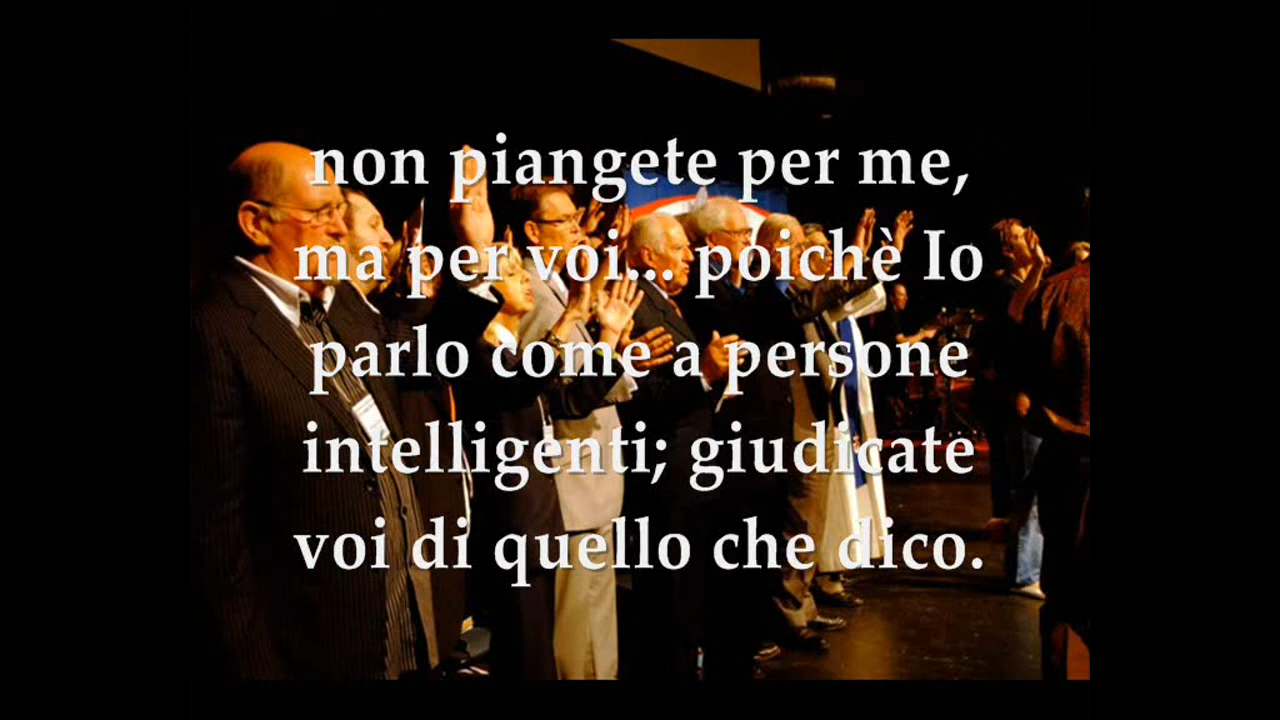 non piangete per me,
ma per voi... poichè Io
parlo come a persone
intelligenti; giudicate
voi di quello che dico.